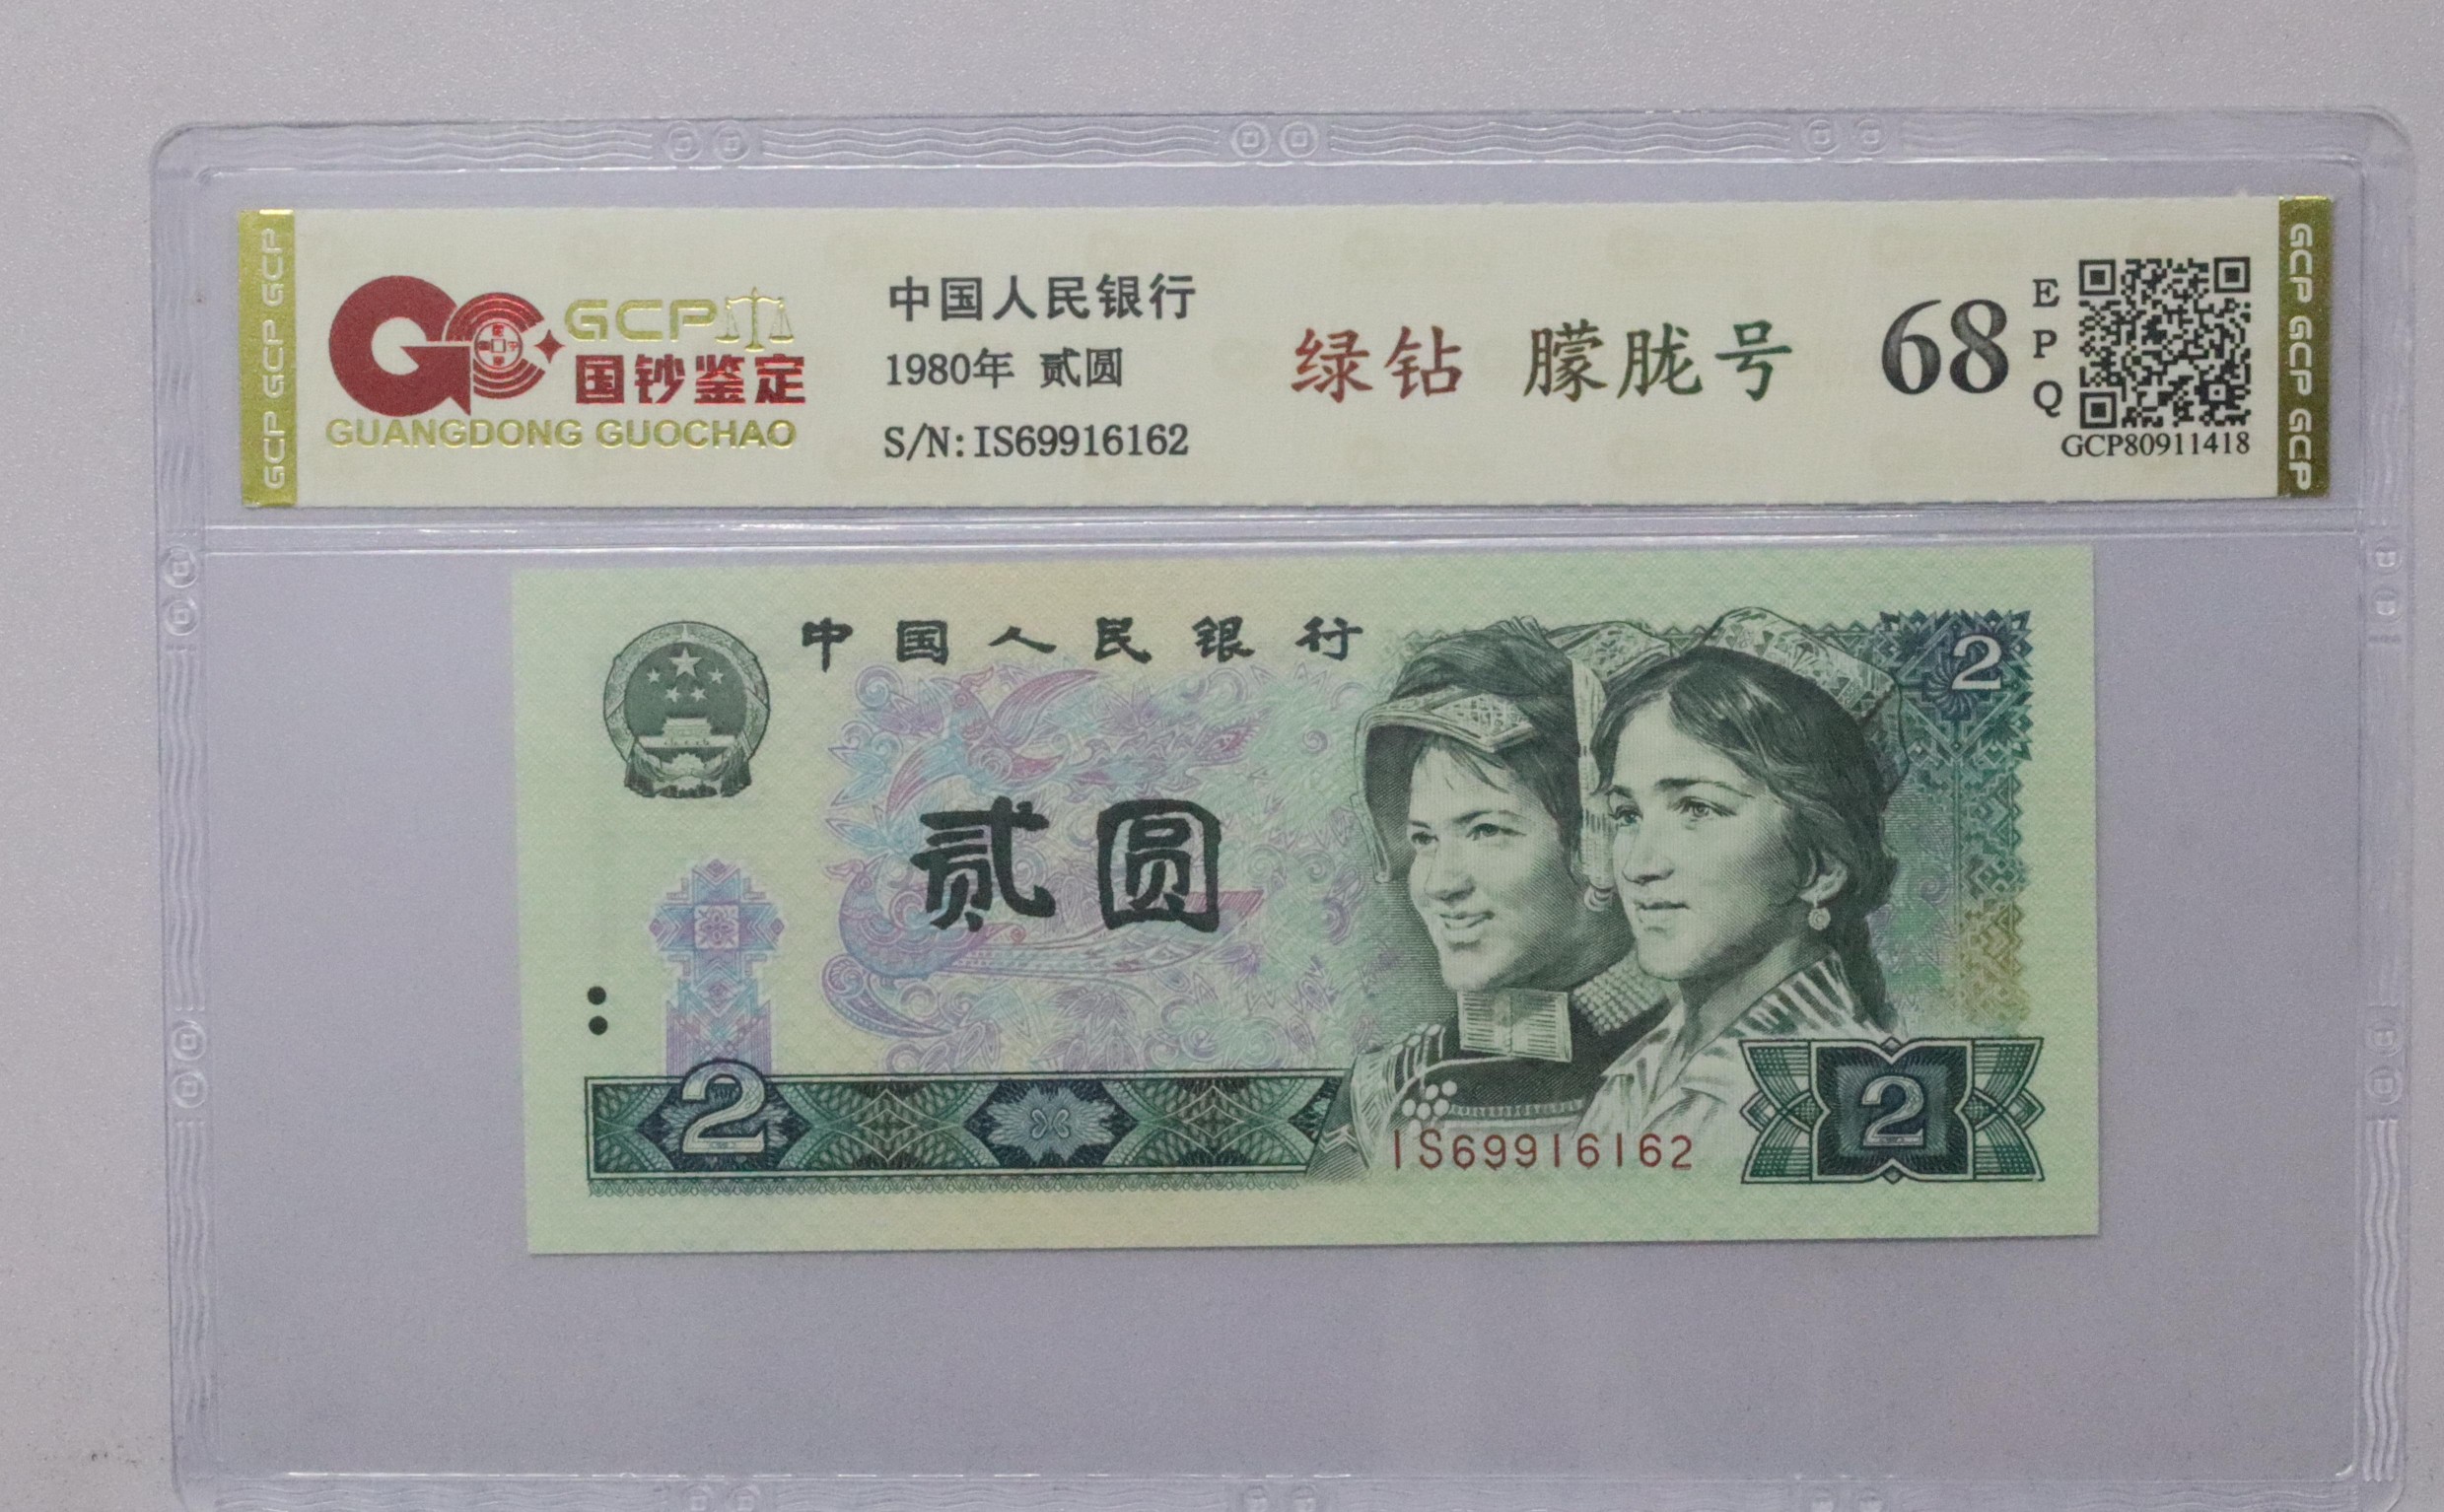 GCP GCP GCP
GCP
国钞鉴定
GUANGDONG GUOCHAO
中国人民银行
1980年 贰圆
S/N:IS69916162
绿钻 朦胧号
68
EPQ
GCP80911418
GCP GCP GCP
中国人民银行
2
贰圆
2
IS69916162
2